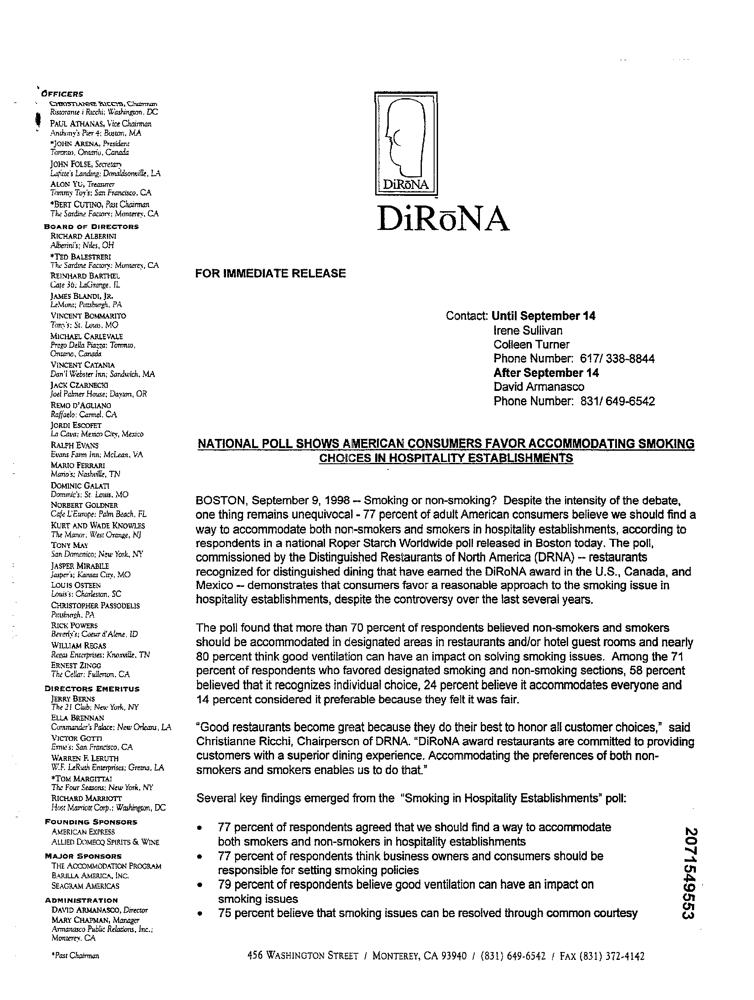 OFFICERS
CHRISTIANNE RICCHI, Chairman
Ristorante i Ricchi; Washington, DC
PAUL ATHANAS, Vice Chairman
Anthony's Pier 4; Boston, MA
*JOHN ARENA, President
Toronto, Ontario, Canada
JOHN FOLSE, Secretary
Lafitte's Landing; Donaldsonville, LA
ALON YU, Treasurer
Tommy Toy's; San Francisco, CA
*BERT CUTINO, Past Chairman
The Sardine Factory; Monterey, CA
BOARD OF DIRECTORS
RICHARD ALBERINI
Alberini's; Niles, OH
*TED BALESTRERI
The Sardine Factory; Monterey, CA
REINHARD BARTHEL
Cafe 36; LaGrange, IL
JAMES BLANDI, JR.
LeMont; Pittsburgh, PA
VINCENT BOMMARITO
Tony's; St. Louis, MO
MICHAEL CARLEVALE
Prego Della Piazza; Toronto,
Ontario, Canada
VINCENT CATANIA
Dan'l Webster Inn; Sandwich, MA
JACK CZARNECKI
Joel Palmer House; Dayton, OR
REMO D'AGLIANO
Raffaelo; Carmel, CA
JORDI ESCOFET
La Cava; Mexico City, Mexico
RALPH EVANS
Evans Farm Inn; McLean, VA
MARIO FERRARI
Mario's; Nashville, TN
DOMINIC GALATI
Dominic's; St. Louis, MO
NORBERT GOLDNER
Cafe L'Europe; Palm Beach, FL
KURT AND WADE KNOWLES
The Manor; West Orange, NJ
TONY MAY
San Domenico; New York, NY
JASPER MIRABILE
Jasper's; Kansas City, MO
LOUIS OSTEEN
Louis's; Charleston, SC
CHRISTOPHER PASSODELIS
Pittsburgh, PA
RICK POWERS
Beverly's; Coeur d'Alene, ID
WILLIAM REGAS
Regas Enterprises; Knoxville, TN
ERNEST ZINGG
The Cellar; Fullerton, CA
DIRECTORS EMERITUS
JERRY BERNS
The 21 Club; New York, NY
ELLA BRENNAN
Commander's Palace; New Orleans, LA
VICTOR GOTTI
Ernie's; San Francisco, CA
WARREN F. LERUTH
W.F. LeRuth Enterprises; Gretna, LA
*TOM MARGITTAI
The Four Seasons; New York, NY
RICHARD MARRIOTT
Host Marriott Corp.; Washington, DC
FOUNDING SPONSORS
AMERICAN EXPRESS
ALLIED DOMECQ SPIRITS & WINE
MAJOR SPONSORS
THE ACCOMMODATION PROGRAM
BARILLA AMERICA, INC.
SEAGRAM AMERICAS
ADMINISTRATION
DAVID ARMANASCO, Director
MARY CHAPMAN, Manager
Armanasco Public Relations, Inc.;
Monterey, CA
*Past Chairman
DiRōNA
DiRōNA
FOR IMMEDIATE RELEASE
Contact: Until September 14
Irene Sullivan
Colleen Turner
Phone Number: 617/ 338-8844
After September 14
David Armanasco
Phone Number: 831/ 649-6542
NATIONAL POLL SHOWS AMERICAN CONSUMERS FAVOR ACCOMMODATING SMOKING
CHOICES IN HOSPITALITY ESTABLISHMENTS
BOSTON, September 9, 1998 -- Smoking or non-smoking? Despite the intensity of the debate,
one thing remains unequivocal - 77 percent of adult American consumers believe we should find a
way to accommodate both non-smokers and smokers in hospitality establishments, according to
respondents in a national Roper Starch Worldwide poll released in Boston today. The poll,
commissioned by the Distinguished Restaurants of North America (DRNA) -- restaurants
recognized for distinguished dining that have earned the DiRoNA award in the U.S., Canada, and
Mexico -- demonstrates that consumers favor a reasonable approach to the smoking issue in
hospitality establishments, despite the controversy over the last several years.
The poll found that more than 70 percent of respondents believed non-smokers and smokers
should be accommodated in designated areas in restaurants and/or hotel guest rooms and nearly
80 percent think good ventilation can have an impact on solving smoking issues. Among the 71
percent of respondents who favored designated smoking and non-smoking sections, 58 percent
believed that it recognizes individual choice, 24 percent believe it accommodates everyone and
14 percent considered it preferable because they felt it was fair.
"Good restaurants become great because they do their best to honor all customer choices," said
Christianne Ricchi, Chairperson of DRNA. "DiRoNA award restaurants are committed to providing
customers with a superior dining experience. Accommodating the preferences of both non-
smokers and smokers enables us to do that."
Several key findings emerged from the "Smoking in Hospitality Establishments" poll:
• 77 percent of respondents agreed that we should find a way to accommodate
both smokers and non-smokers in hospitality establishments
• 77 percent of respondents think business owners and consumers should be
responsible for setting smoking policies
• 79 percent of respondents believe good ventilation can have an impact on
smoking issues
• 75 percent believe that smoking issues can be resolved through common courtesy
456 WASHINGTON STREET / MONTEREY, CA 93940 / (831) 649-6542 / FAX (831) 372-4142
2071549553